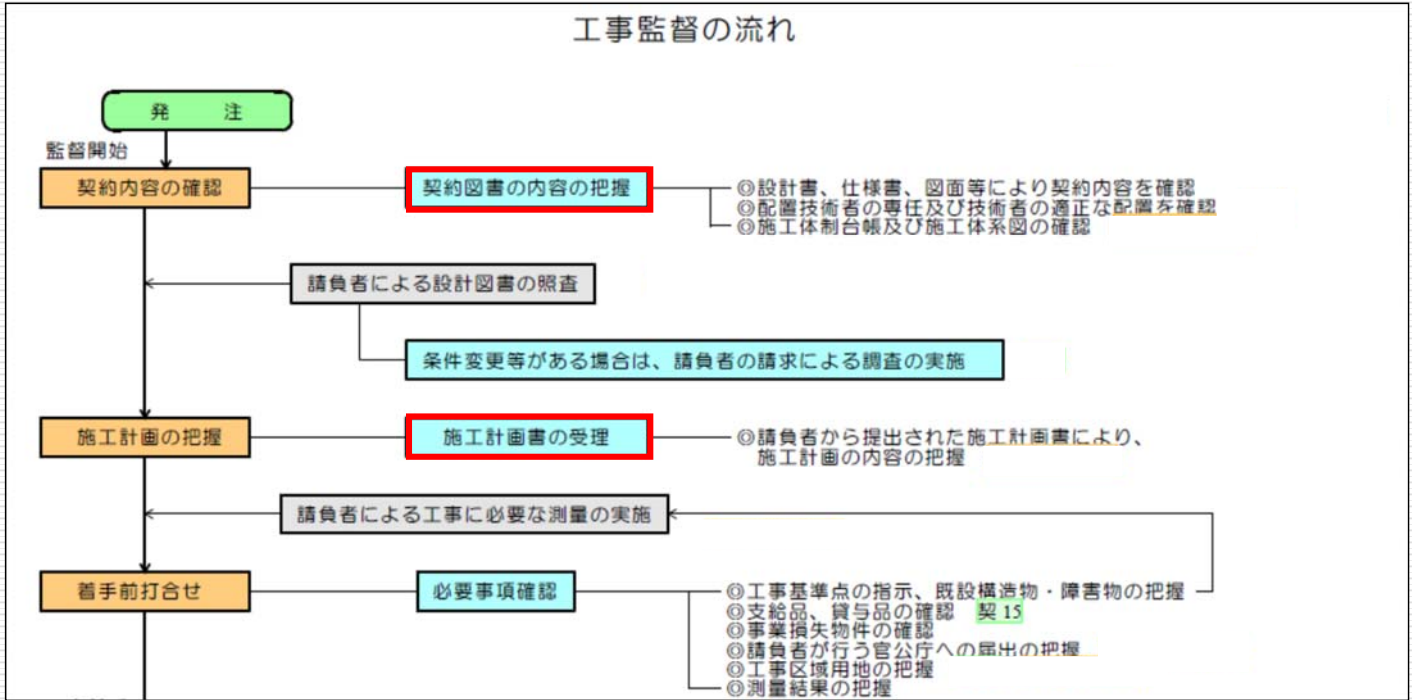 工事監督の流れ
発　注
監督開始
契約内容の確認
契約図書の内容の把握
◎設計書、仕様書、図面等により契約内容を確認
◎配置技術者の専任及び技術者の適正な配置を確認
◎施工体制台帳及び施工体系図の確認
請負者による設計図書の照査
条件変更等がある場合は、請負者の請求による調査の実施
施工計画の把握
施工計画書の受理
◎請負者から提出された施工計画書により、
施工計画の内容の把握
請負者による工事に必要な測量の実施
着手前打合せ
必要事項確認
◎工事基準点の指示、既設構造物・障害物の把握
◎支給品、貸与品の確認　契 15
◎事業損失物件の確認
◎請負者が行う官公庁への届出の把握
◎工事区域用地の把握
◎測量結果の把握